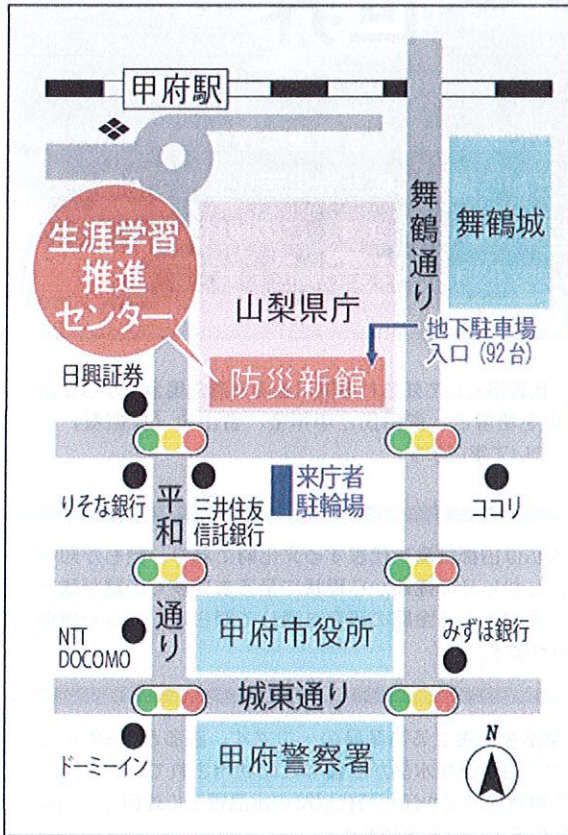 甲府駅
舞鶴通り
舞鶴城
生涯学習
推進
センター
山梨県庁
地下駐車場
入口（92台）
防災新館
日興証券
りそな銀行
平和
通り
三井住友
信託銀行
来庁者
駐輪場
ココリ
NTT
DOCOMO
甲府市役所
みずほ銀行
城東通り
ドーミーイン
甲府警察署
N